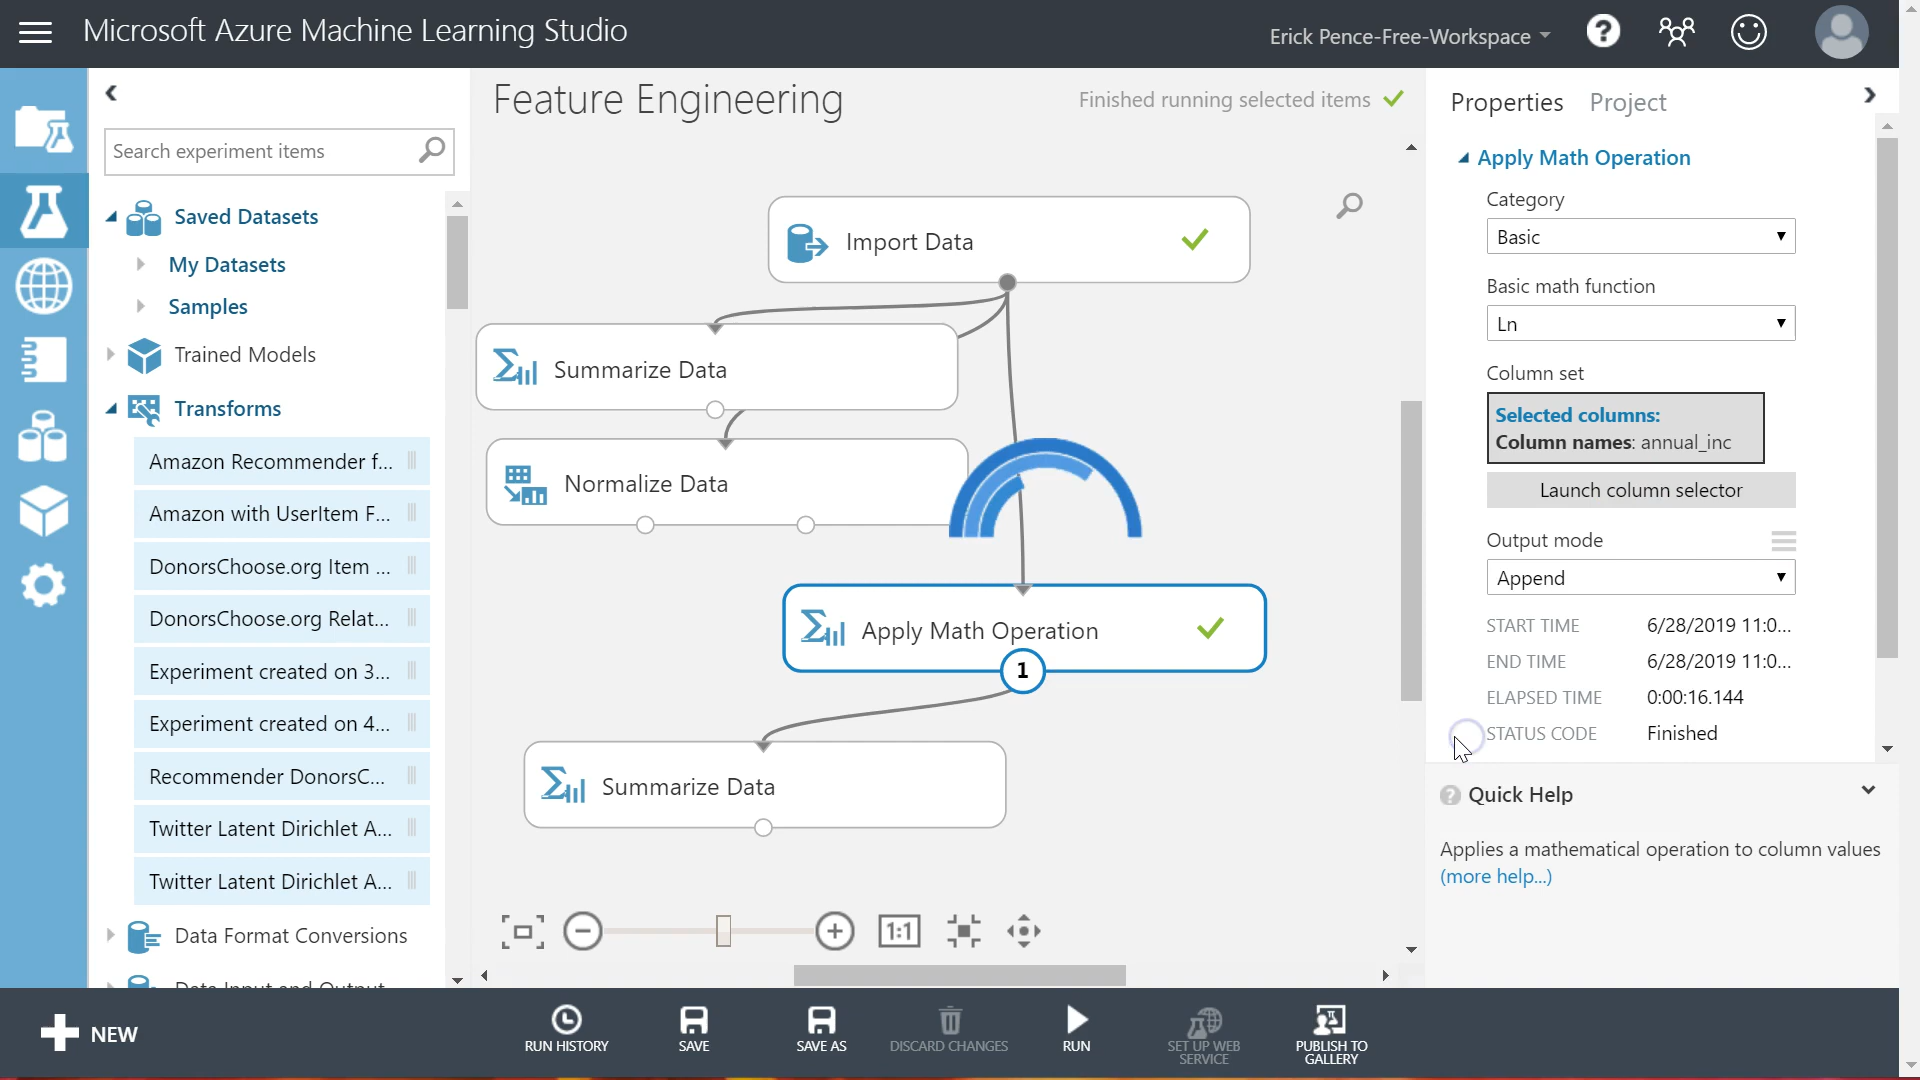 Microsoft Azure Machine Learning Studio
Erick Pence-Free-Workspace
?
Search experiment items
Saved Datasets
My Datasets
Samples
Trained Models
Transforms
Amazon Recommender f...
Amazon with UserItem F...
DonorsChoose.org Item ...
DonorsChoose.org Relat...
Experiment created on 3...
Experiment created on 4...
Recommender DonorsC...
Twitter Latent Dirichlet A...
Twitter Latent Dirichlet A...
Data Format Conversions
Data Input and Output
Feature Engineering
Finished running selected items
Import Data
Summarize Data
Normalize Data
Apply Math Operation
1
Summarize Data
1:1
Properties
Project
Apply Math Operation
Category
Basic
Basic math function
Ln
Column set
Selected columns:
Column names: annual_inc
Launch column selector
Output mode
Append
START TIME 6/28/2019 11:0...
END TIME 6/28/2019 11:0...
ELAPSED TIME 0:00:16.144
STATUS CODE Finished
? Quick Help
Applies a mathematical operation to column values
(more help...)
NEW
RUN HISTORY
SAVE
SAVE AS
DISCARD CHANGES
RUN
SET UP WEB
SERVICE
PUBLISH TO
GALLERY